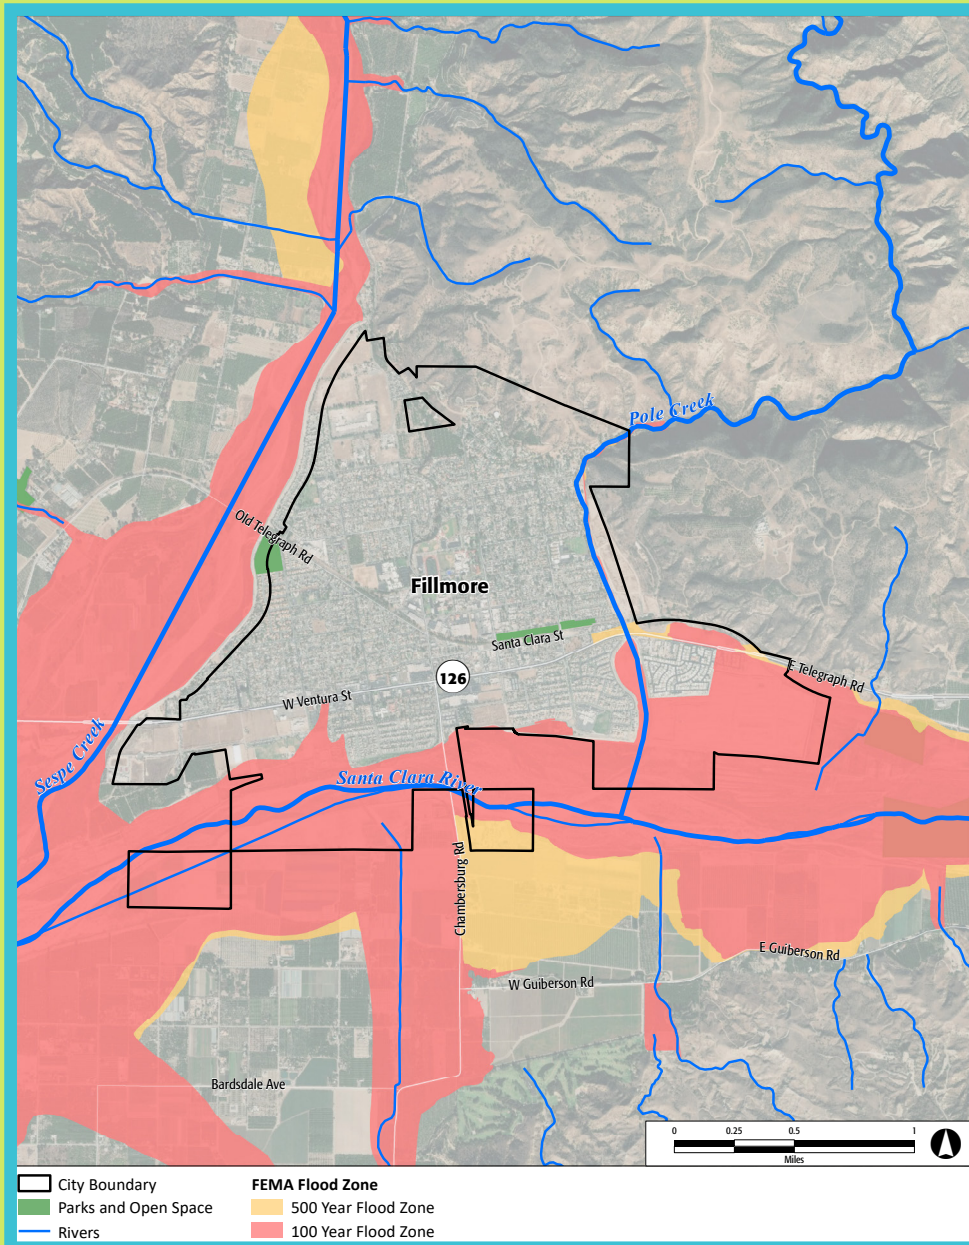 Pole Creek
Old Telegraph Rd
Fillmore
Santa Clara St
126
E Telegraph Rd
W Ventura St
Sespe Creek
Santa Clara River
Chambersburg Rd
E Guiberson Rd
W Guiberson Rd
Bardsdale Ave
0 0.25 0.5 1
Miles
City Boundary
Parks and Open Space
Rivers
FEMA Flood Zone
500 Year Flood Zone
100 Year Flood Zone